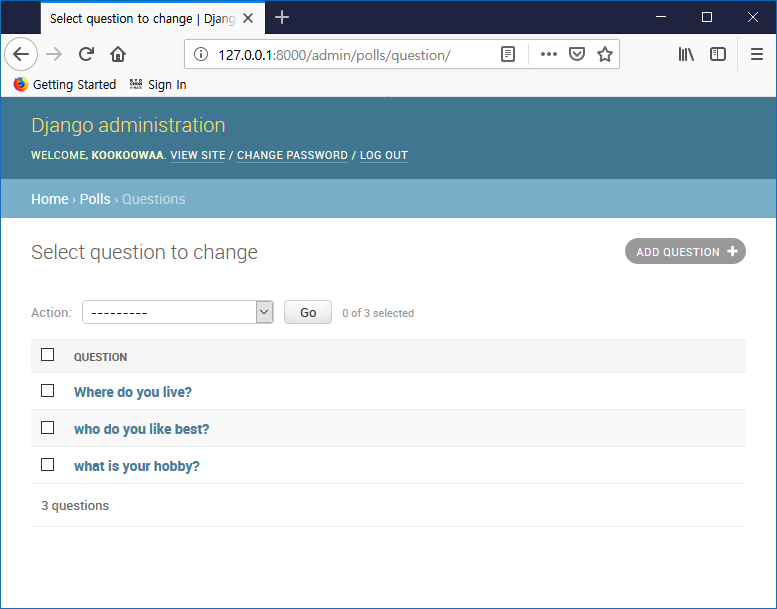 Select question to change | Djang
127.0.0.1:8000/admin/polls/question/
Getting Started Sign In
Django administration
WELCOME, KOOKOOWAA. VIEW SITE / CHANGE PASSWORD / LOG OUT
Home › Polls › Questions
Select question to change
ADD QUESTION +
Action: --------- Go 0 of 3 selected
QUESTION
Where do you live?
who do you like best?
what is your hobby?
3 questions